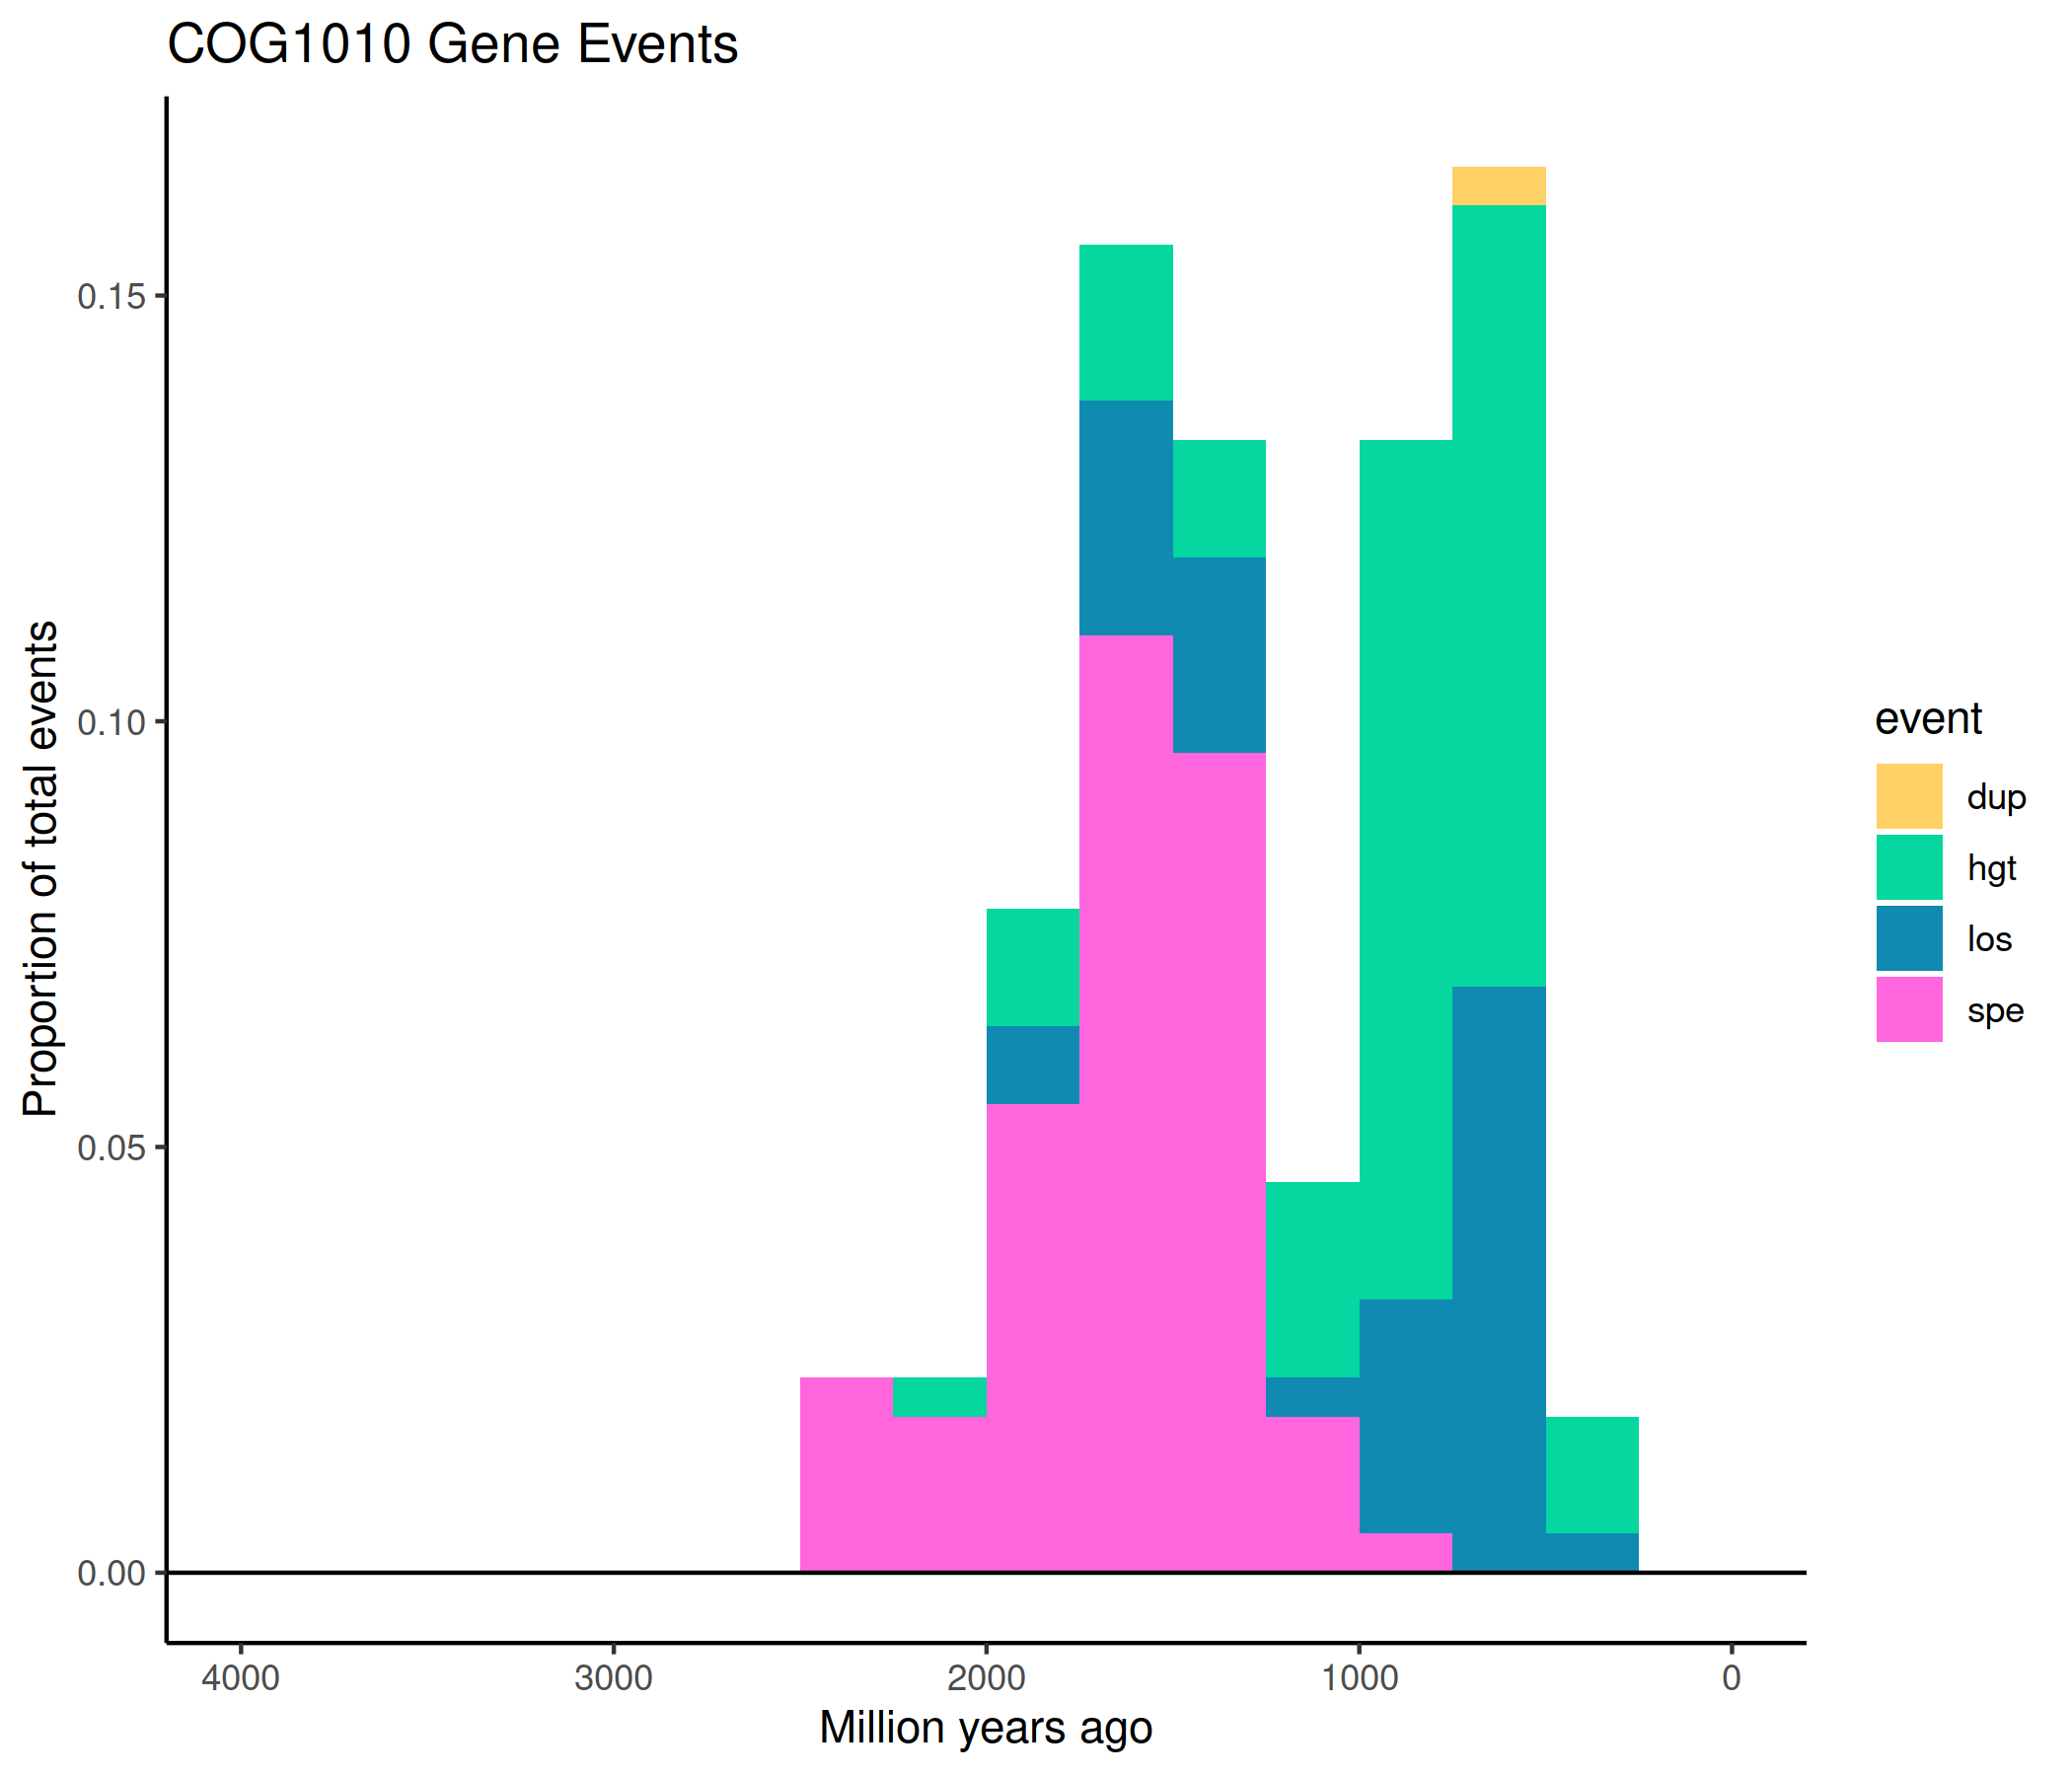 COG1010 Gene Events
Proportion of total events
0.15
0.10
0.05
0.00
4000 3000 2000 1000 0
Million years ago
event
dup
hgt
los
spe